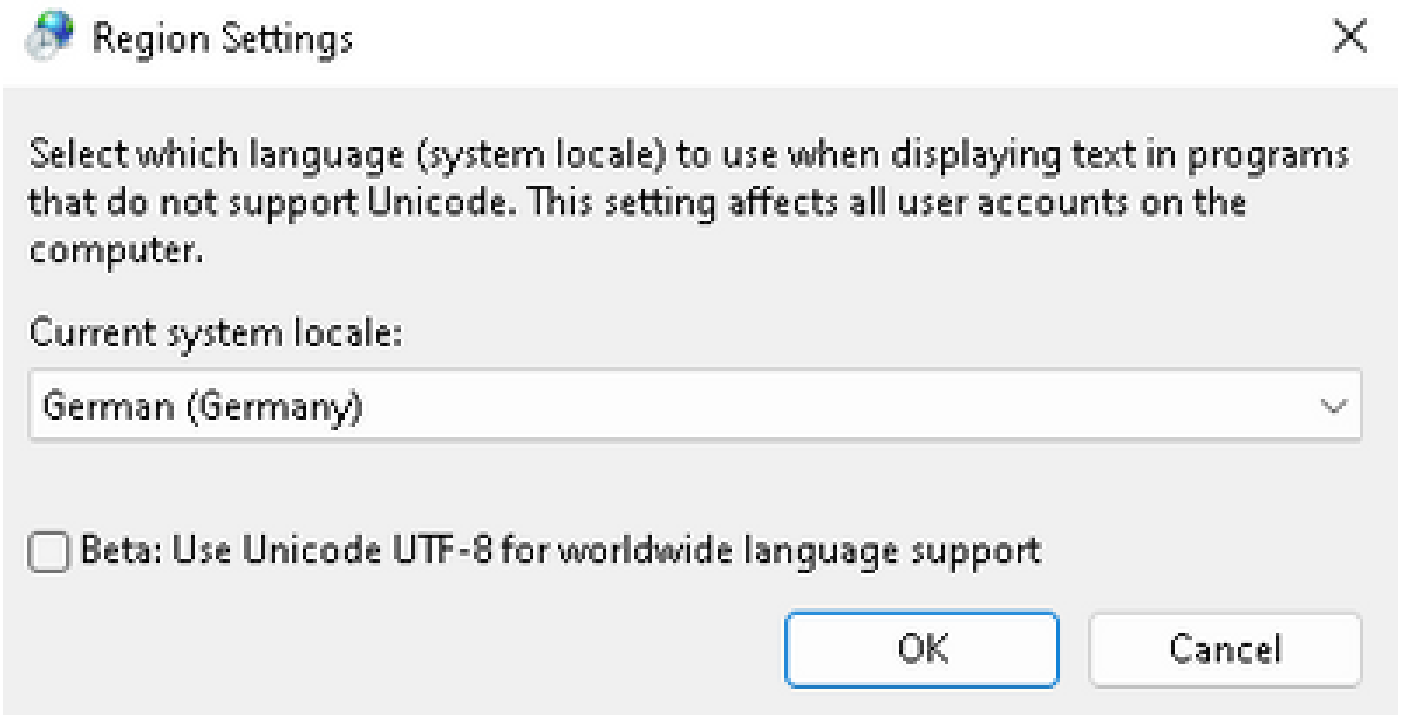 Region Settings
Select which language (system locale) to use when displaying text in programs
that do not support Unicode. This setting affects all user accounts on the
computer.
Current system locale:
German (Germany)
Beta: Use Unicode UTF-8 for worldwide language support
OK Cancel